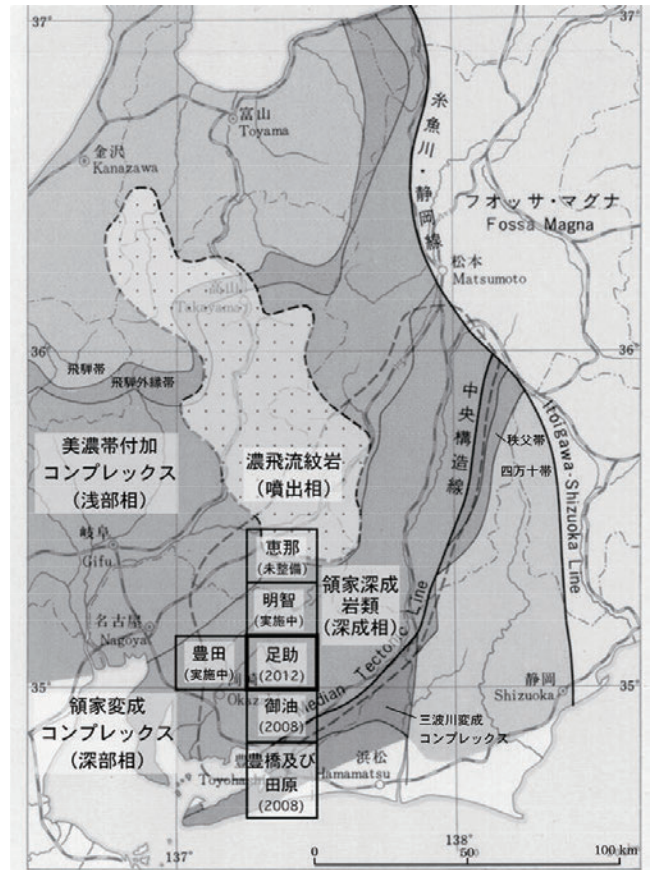 37°
37°
富山
Toyama
金沢
Kanazawa
糸魚川・静岡線
フォッサ・マグナ
Fossa Magna
松本
Matsumoto
高山
Takayama
36°
36°
飛騨帯
飛騨外縁帯
中央構造線
秩父帯
四万十帯
Itoigawa-Shizuoka Line
美濃帯付加
コンプレックス
(浅部相)
濃飛流紋岩
(噴出相)
岐阜
Gifu
恵那
(未整備)
明智
(実施中)
領家深成
岩類
(深成相)
名古屋
Nagoya
豊田
(実施中)
足助
(2012)
Median Tectonic Line
35°
35°
静岡
Shizuoka
領家変成
コンプレックス
(深部相)
御油
(2008)
三波川変成
コンプレックス
豊橋及び
田原
(2008)
浜松
Hamamatsu
137°
138°
0
50
100 km